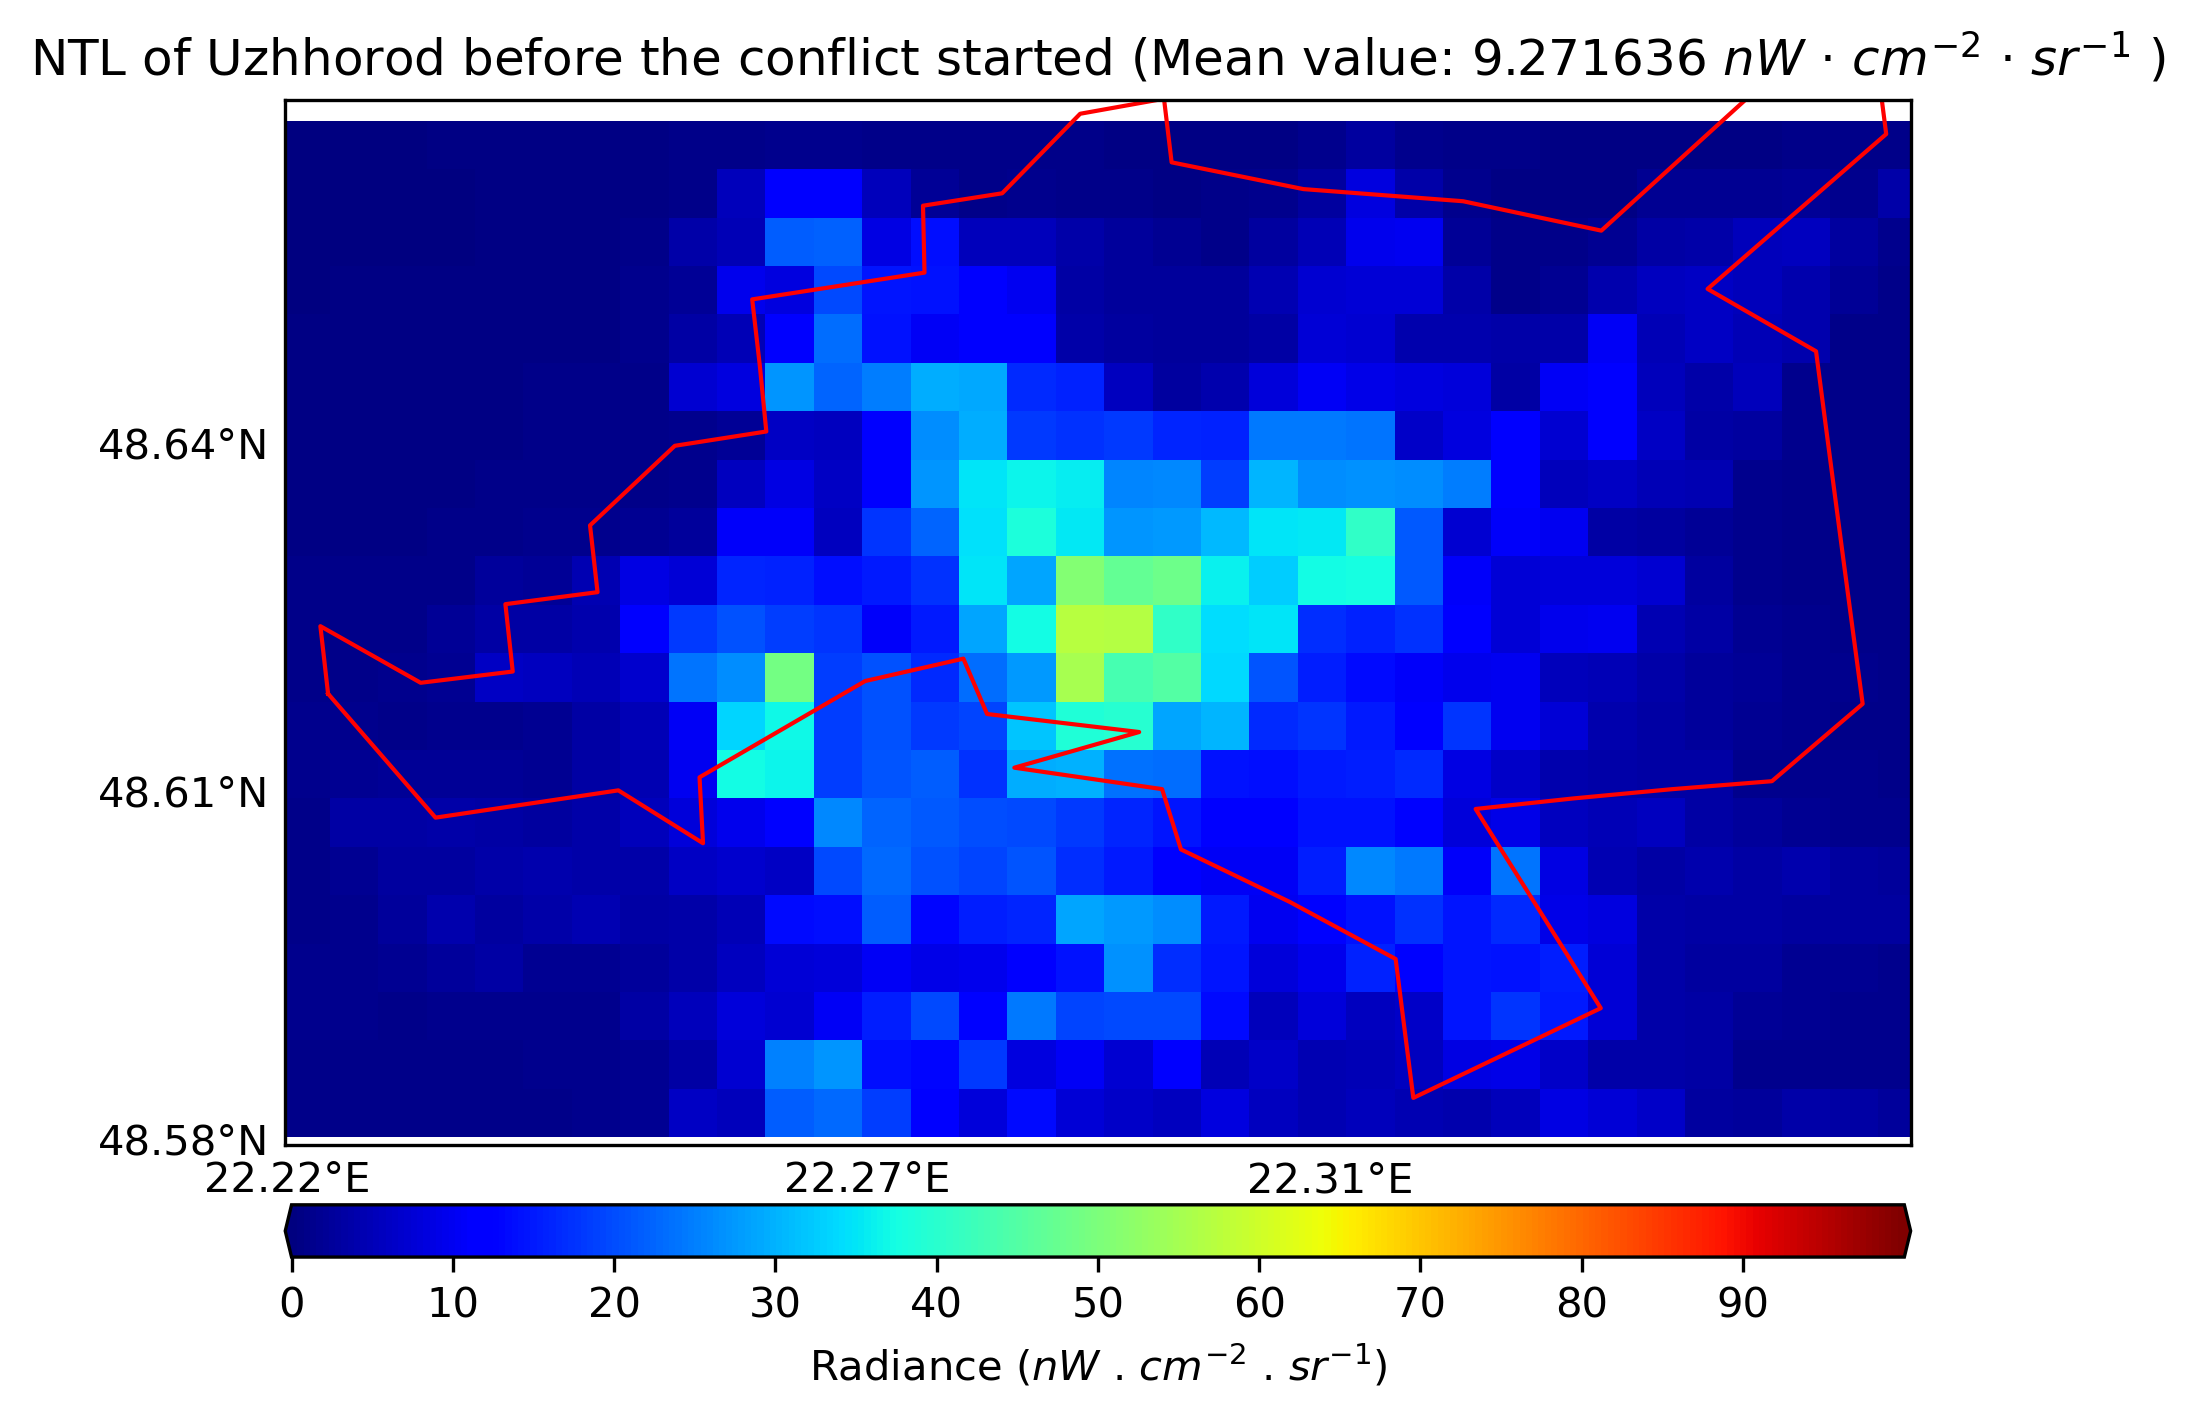 NTL of Uzhhorod before the conflict started (Mean value: 9.271636 nW · cm⁻² · sr⁻¹ )
48.64°N
48.61°N
48.58°N
22.22°E 22.27°E 22.31°E
0 10 20 30 40 50 60 70 80 90
Radiance (nW . cm⁻² . sr⁻¹)